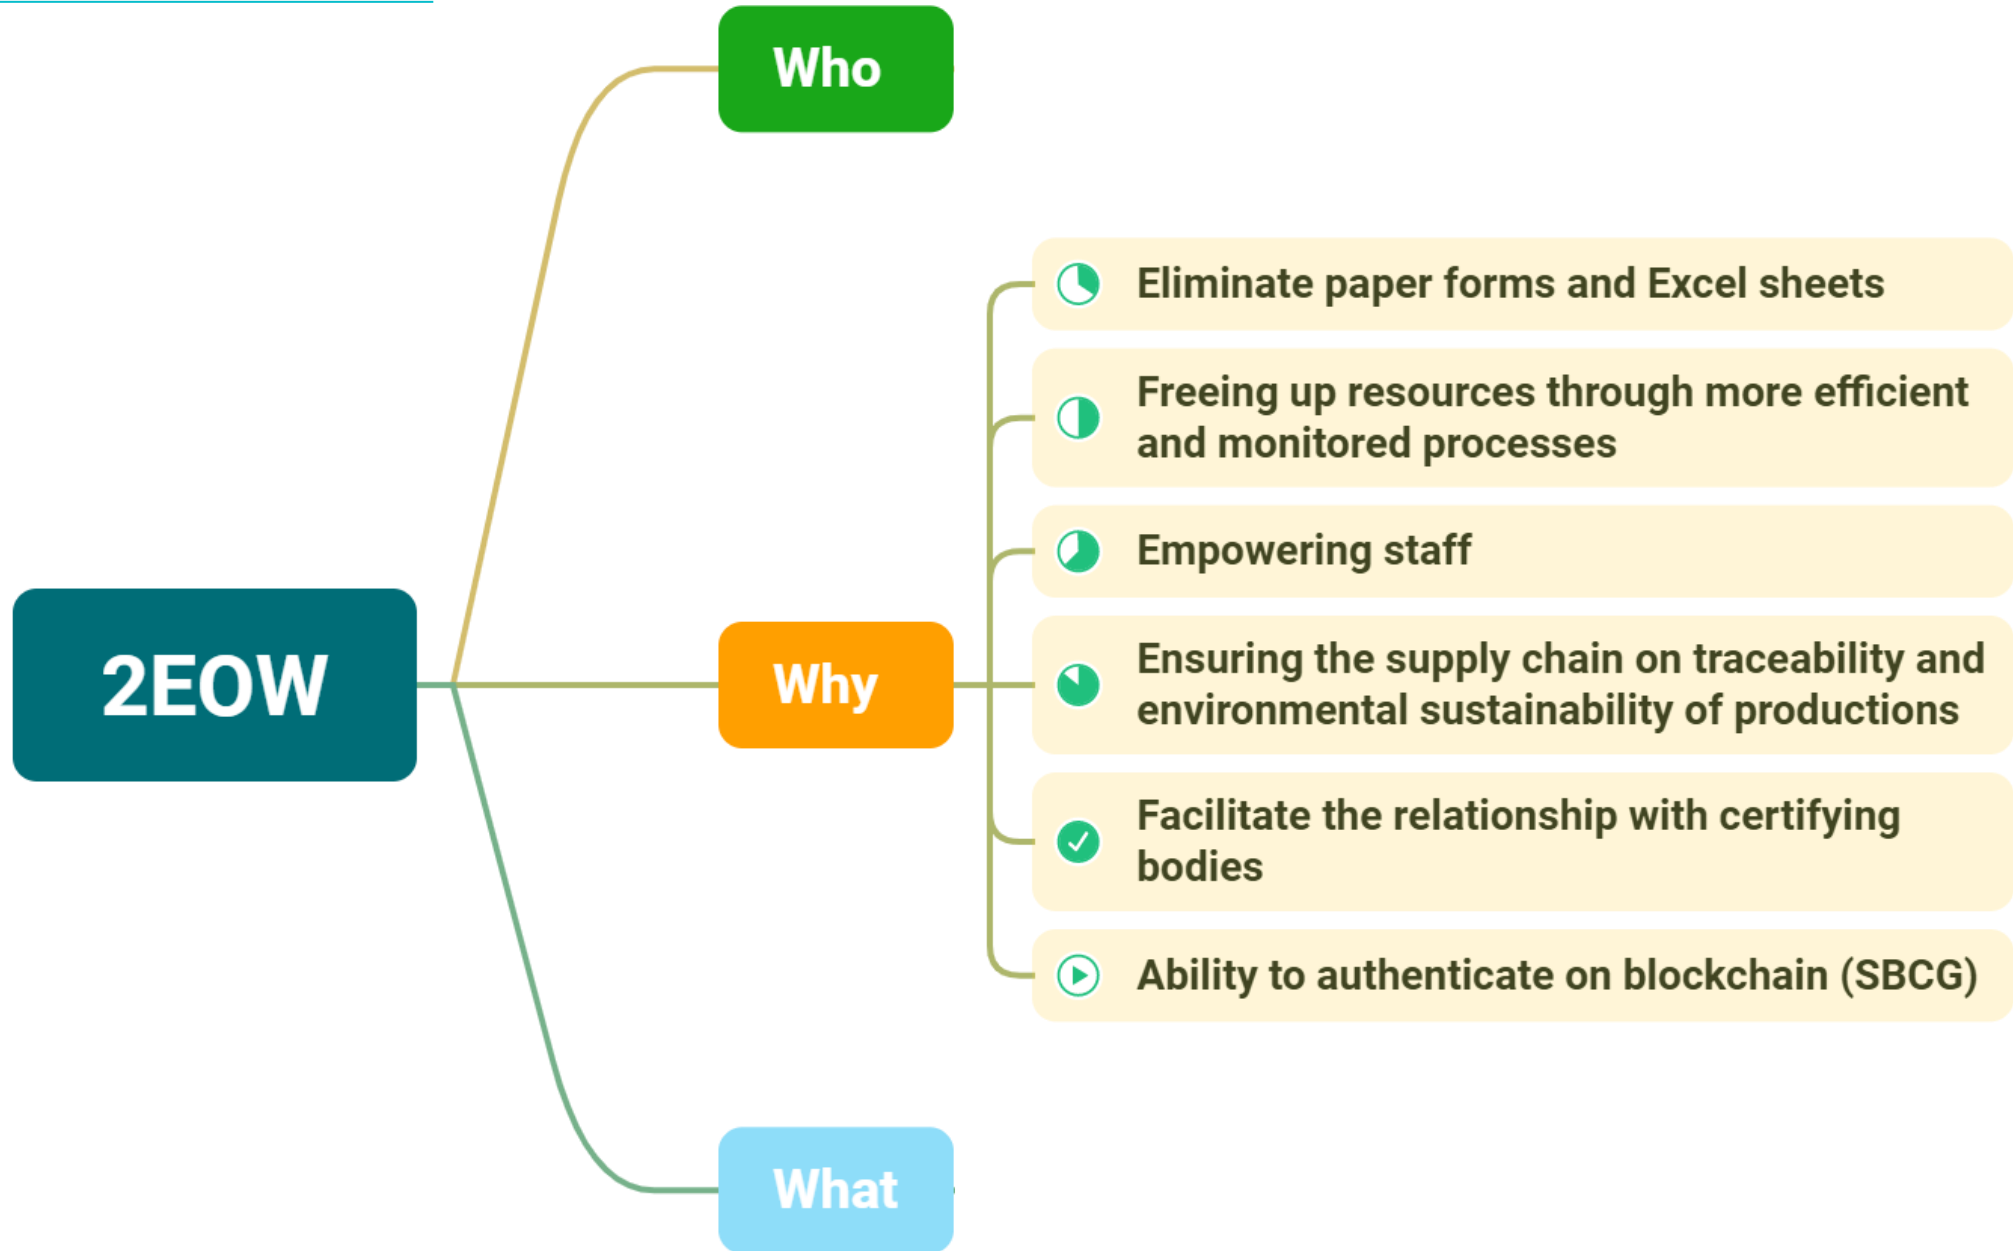 Who
Eliminate paper forms and Excel sheets
Freeing up resources through more efficient
and monitored processes
Empowering staff
2EOW
Why
Ensuring the supply chain on traceability and
environmental sustainability of productions
Facilitate the relationship with certifying
bodies
Ability to authenticate on blockchain (SBCG)
What